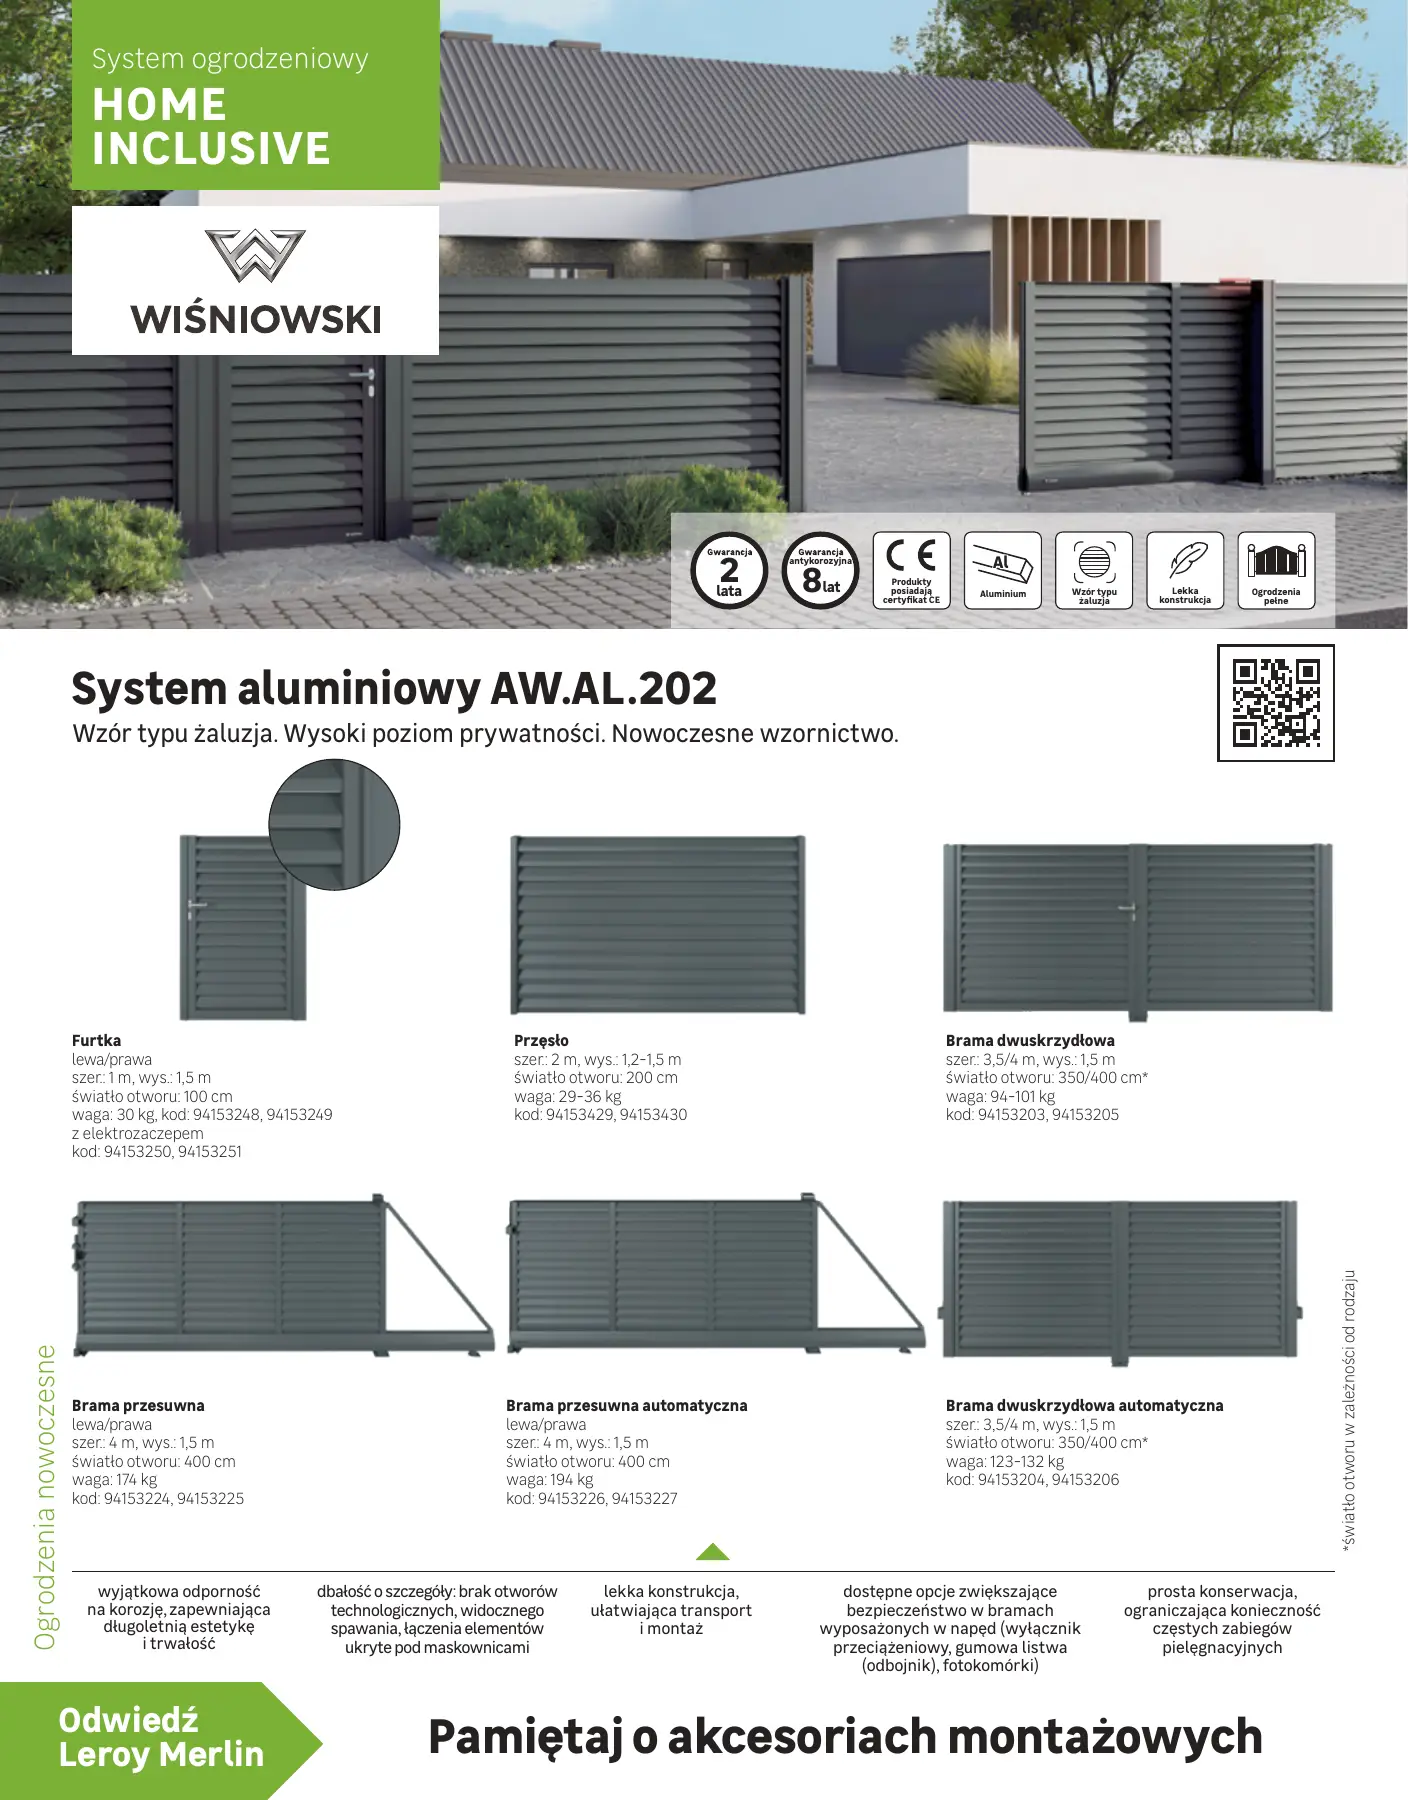 System ogrodzeniowy
HOME
INCLUSIVE
WIŚNIOWSKI
Gwarancja
2
lata
Gwarancja
antykorozyjna
8 lat
CE
Produkty
posiadają
certyfikat CE
Al
Aluminium
Wzór typu
żaluzja
Lekka
konstrukcja
Ogrodzenia
pełne
System aluminiowy AW.AL.202
Wzór typu żaluzja. Wysoki poziom prywatności. Nowoczesne wzornictwo.
Furtka
lewa/prawa
szer.: 1 m, wys.: 1,5 m
światło otworu: 100 cm
waga: 30 kg, kod: 94153248, 94153249
z elektrozaczepem
kod: 94153250, 94153251
Przęsło
szer.: 2 m, wys.: 1,2-1,5 m
światło otworu: 200 cm
waga: 29-36 kg
kod: 94153429, 94153430
Brama dwuskrzydłowa
szer.: 3,5/4 m, wys.: 1,5 m
światło otworu: 350/400 cm*
waga: 94-101 kg
kod: 94153203, 94153205
Brama przesuwna
lewa/prawa
szer.: 4 m, wys.: 1,5 m
światło otworu: 400 cm
waga: 174 kg
kod: 94153224, 94153225
Brama przesuwna automatyczna
lewa/prawa
szer.: 4 m, wys.: 1,5 m
światło otworu: 400 cm
waga: 194 kg
kod: 94153226, 94153227
Brama dwuskrzydłowa automatyczna
szer.: 3,5/4 m, wys.: 1,5 m
światło otworu: 350/400 cm*
waga: 123-132 kg
kod: 94153204, 94153206
*światło otworu w zależności od rodzaju
Ogrodzenia nowoczesne
wyjątkowa odporność
na korozję, zapewniająca
długoletnią estetykę
i trwałość
dbałość o szczegóły: brak otworów
technologicznych, widocznego
spawania, łączenia elementów
ukryte pod maskownicami
lekka konstrukcja,
ułatwiająca transport
i montaż
dostępne opcje zwiększające
bezpieczeństwo w bramach
wyposażonych w napęd (wyłącznik
przeciążeniowy, gumowa listwa
(odbojnik), fotokomórki)
prosta konserwacja,
ograniczająca konieczność
częstych zabiegów
pielęgnacyjnych
Odwiedź
Leroy Merlin
Pamiętaj o akcesoriach montażowych